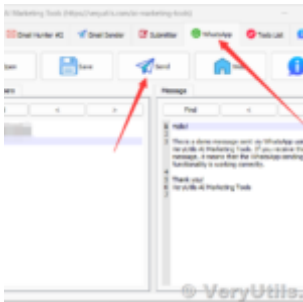 AI Marketing Tools (https://veryutils.com/ai-marketing-tools)
Email Hunter #2 Email Sender Submitter WhatsApp Tools List
Save Send
Message
Find < 
Hello!
This is a demo message sent via WhatsApp
VeryUtils AI Marketing Tools. If you receive this
message, it means that the WhatsApp sending
functionality is working correctly.
Thank you!
VeryUtils AI Marketing Tools
© VeryUtils.